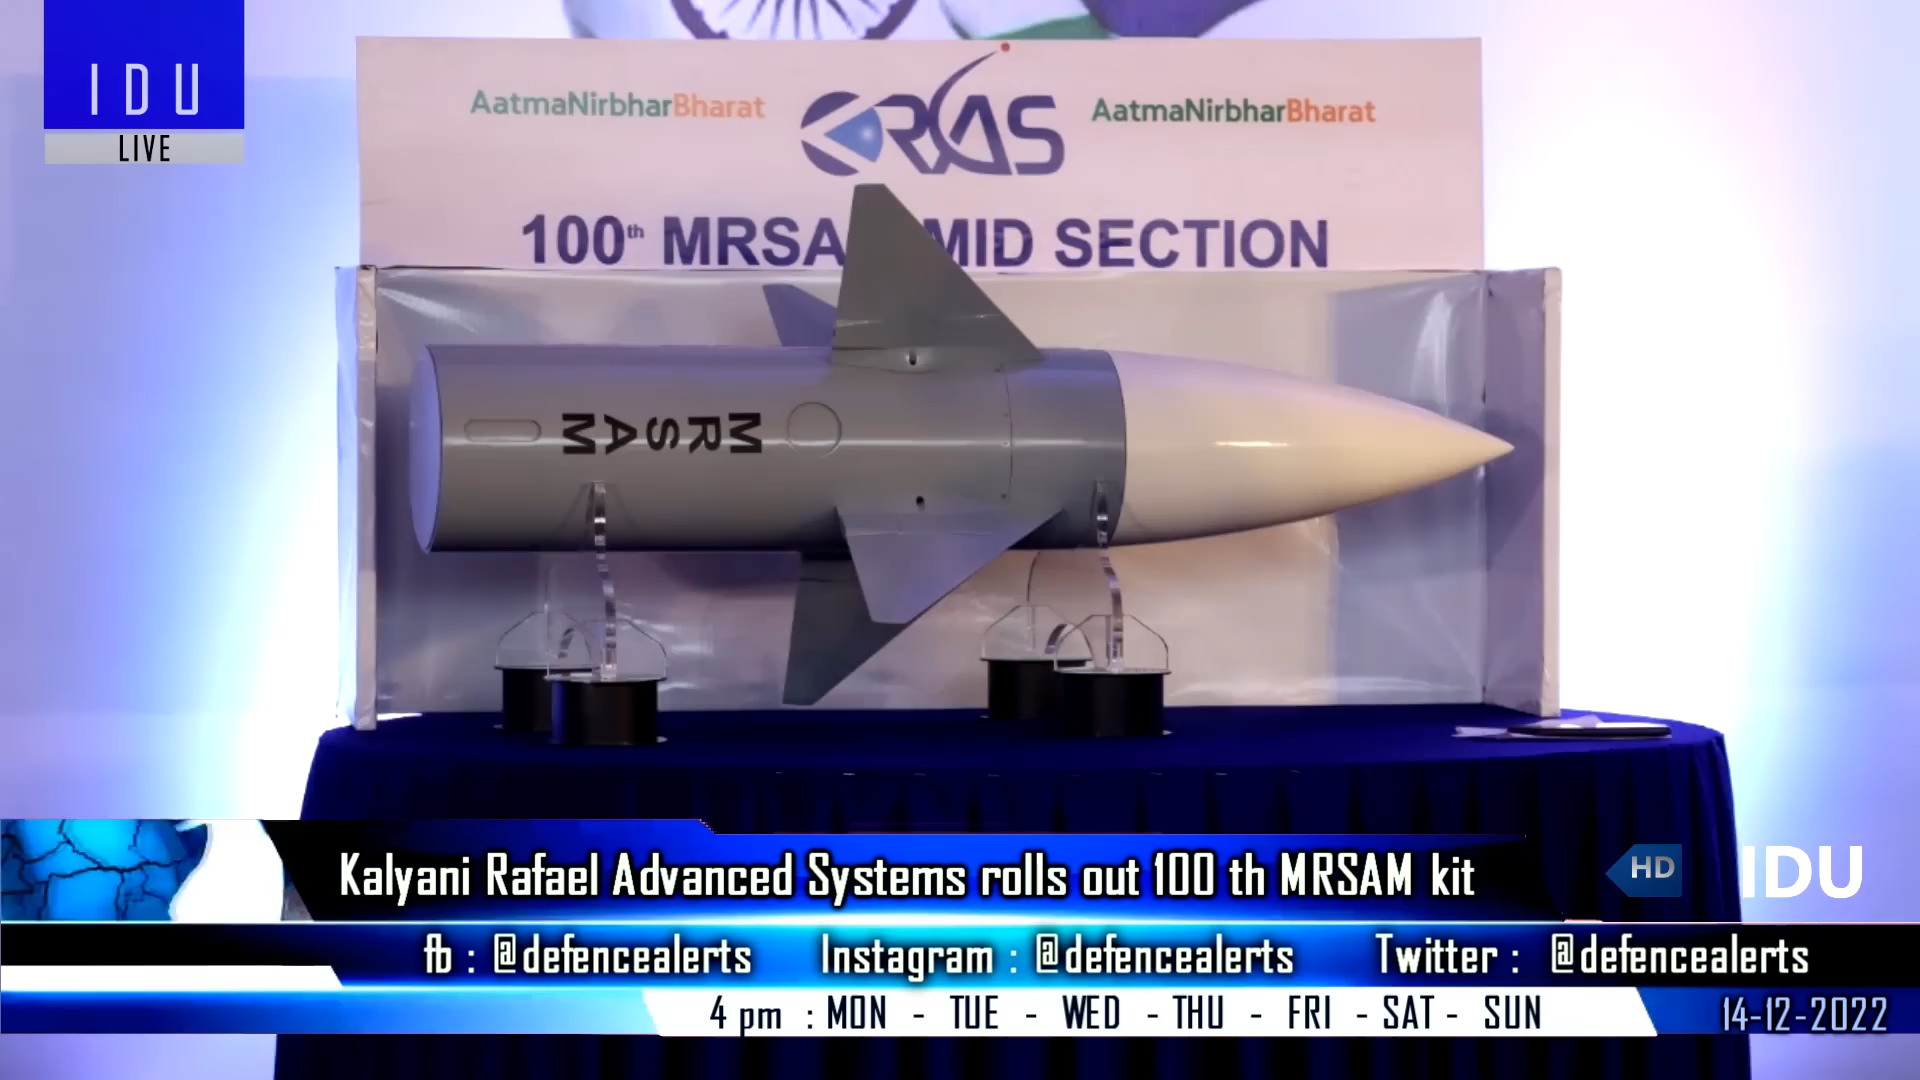 IDU
LIVE
AatmaNirbharBharat
KRAS
AatmaNirbharBharat
100th MRSA MID SECTION
MRSAM
Kalyani Rafael Advanced Systems rolls out 100 th MRSAM kit
HD
IDU
fb : @defencealerts Instagram : @defencealerts Twitter : @defencealerts
4 pm : MON - TUE - WED - THU - FRI - SAT - SUN
14-12-2022